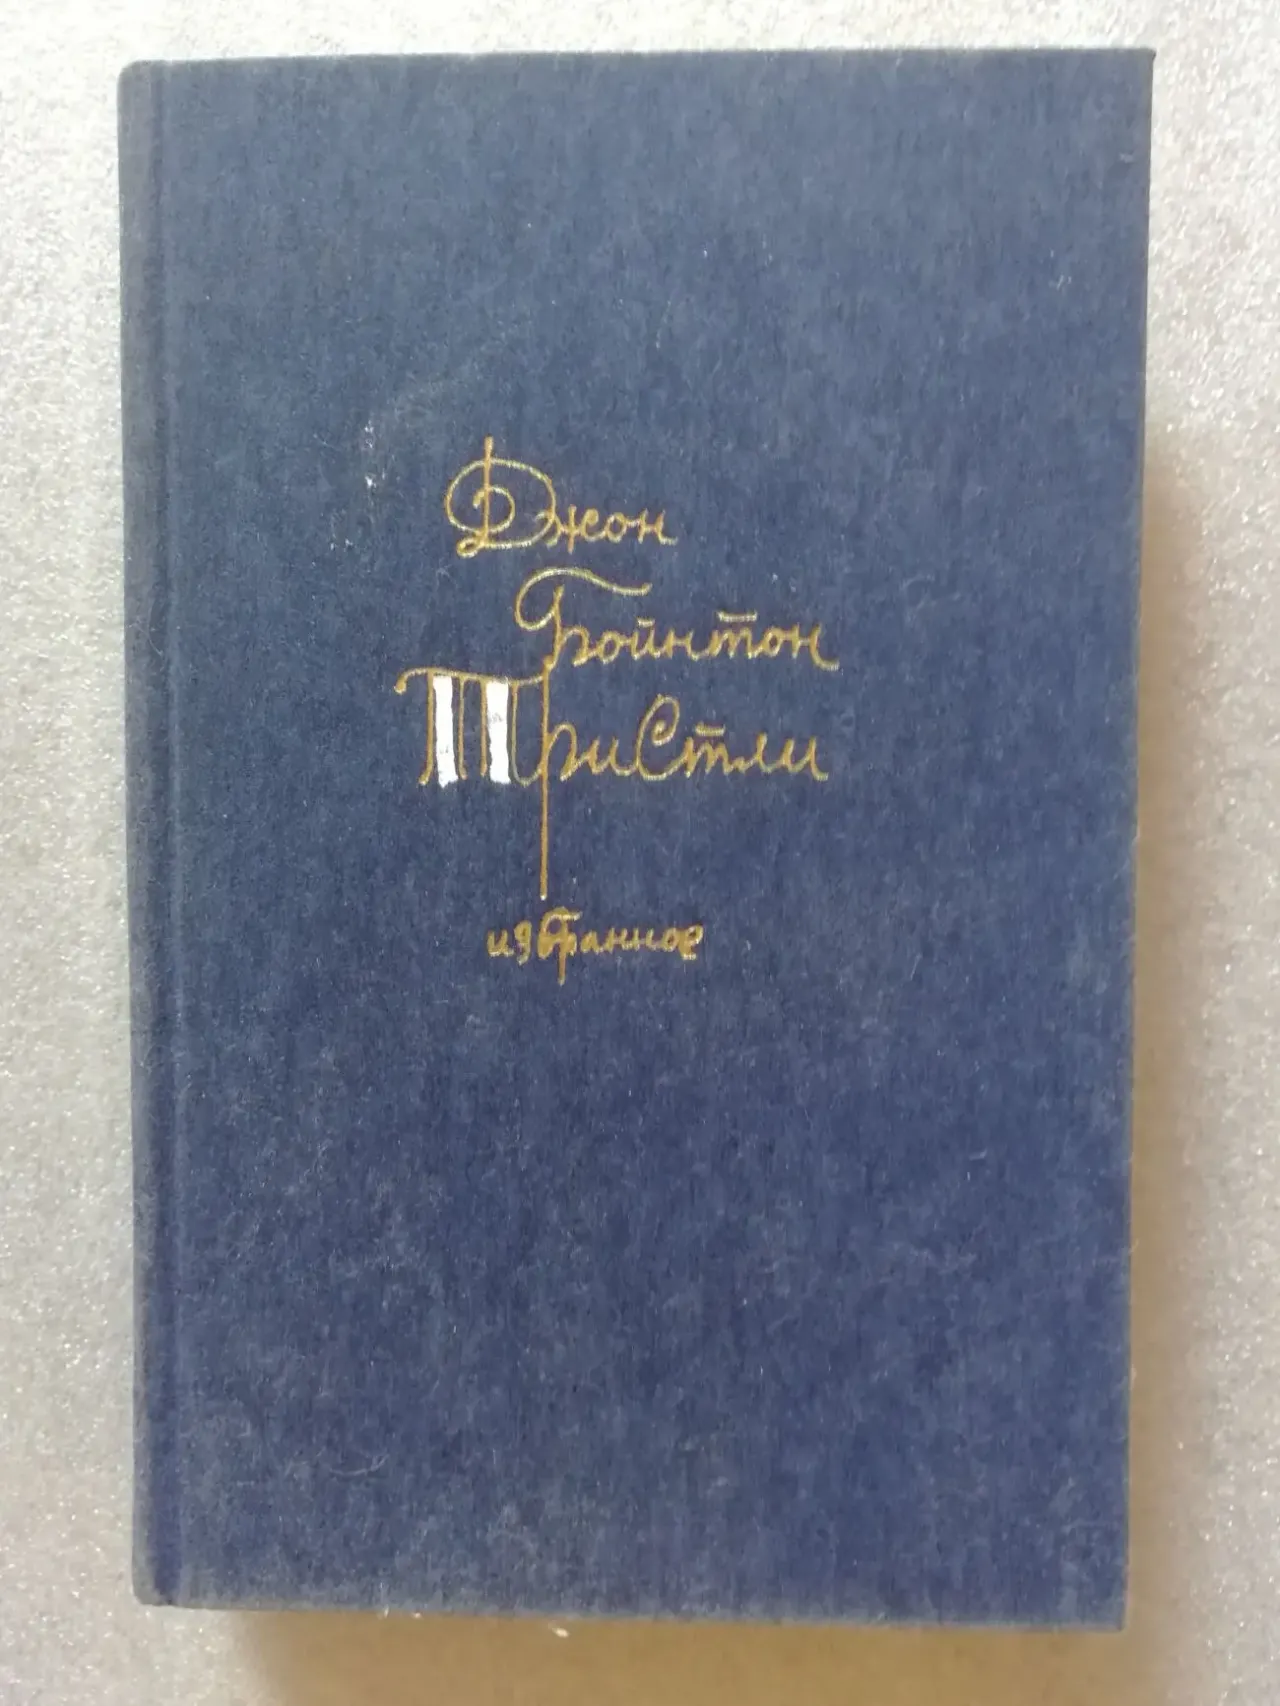 Джон
Бойнтон
Пристли
избранное